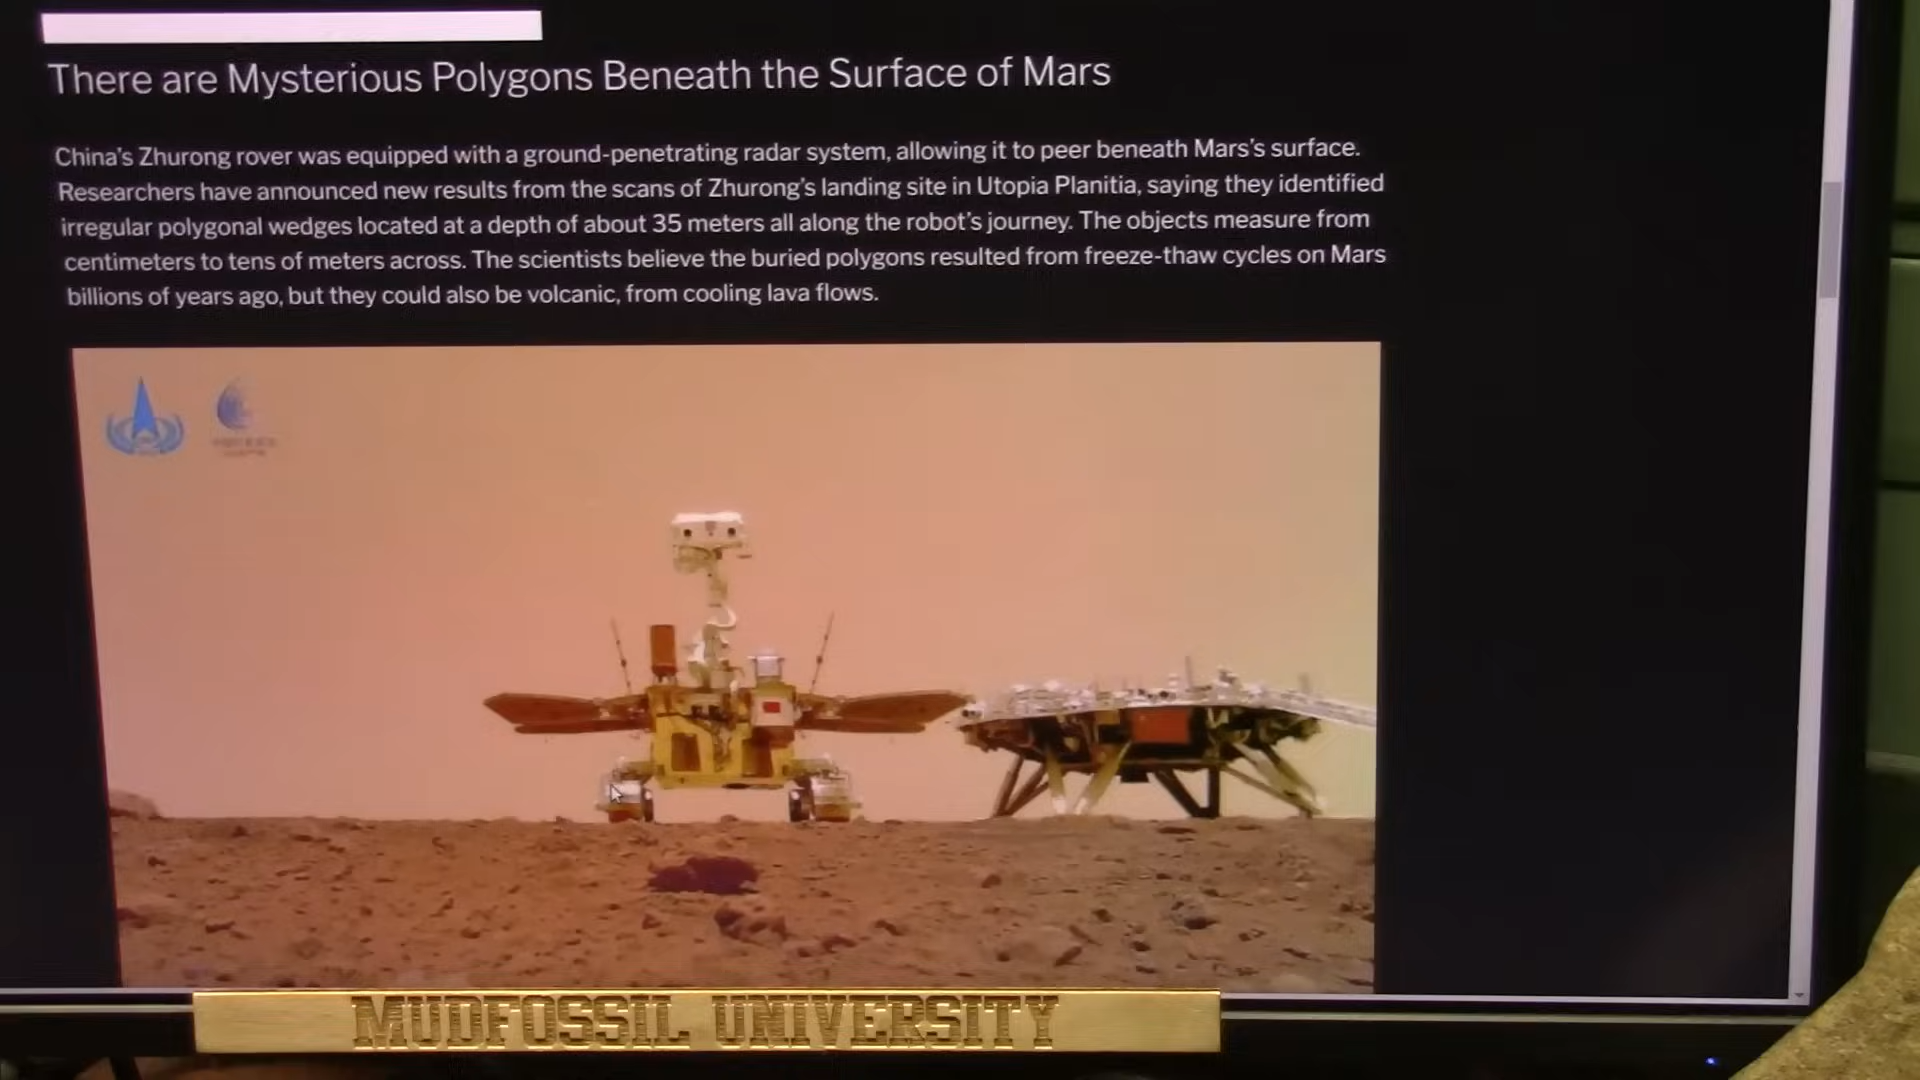 There are Mysterious Polygons Beneath the Surface of Mars
China's Zhurong rover was equipped with a ground-penetrating radar system, allowing it to peer beneath Mars's surface.
Researchers have announced new results from the scans of Zhurong's landing site in Utopia Planitia, saying they identified
irregular polygonal wedges located at a depth of about 35 meters all along the robot's journey. The objects measure from
centimeters to tens of meters across. The scientists believe the buried polygons resulted from freeze-thaw cycles on Mars
billions of years ago, but they could also be volcanic, from cooling lava flows.
MUDFOSSIL UNIVERSITY